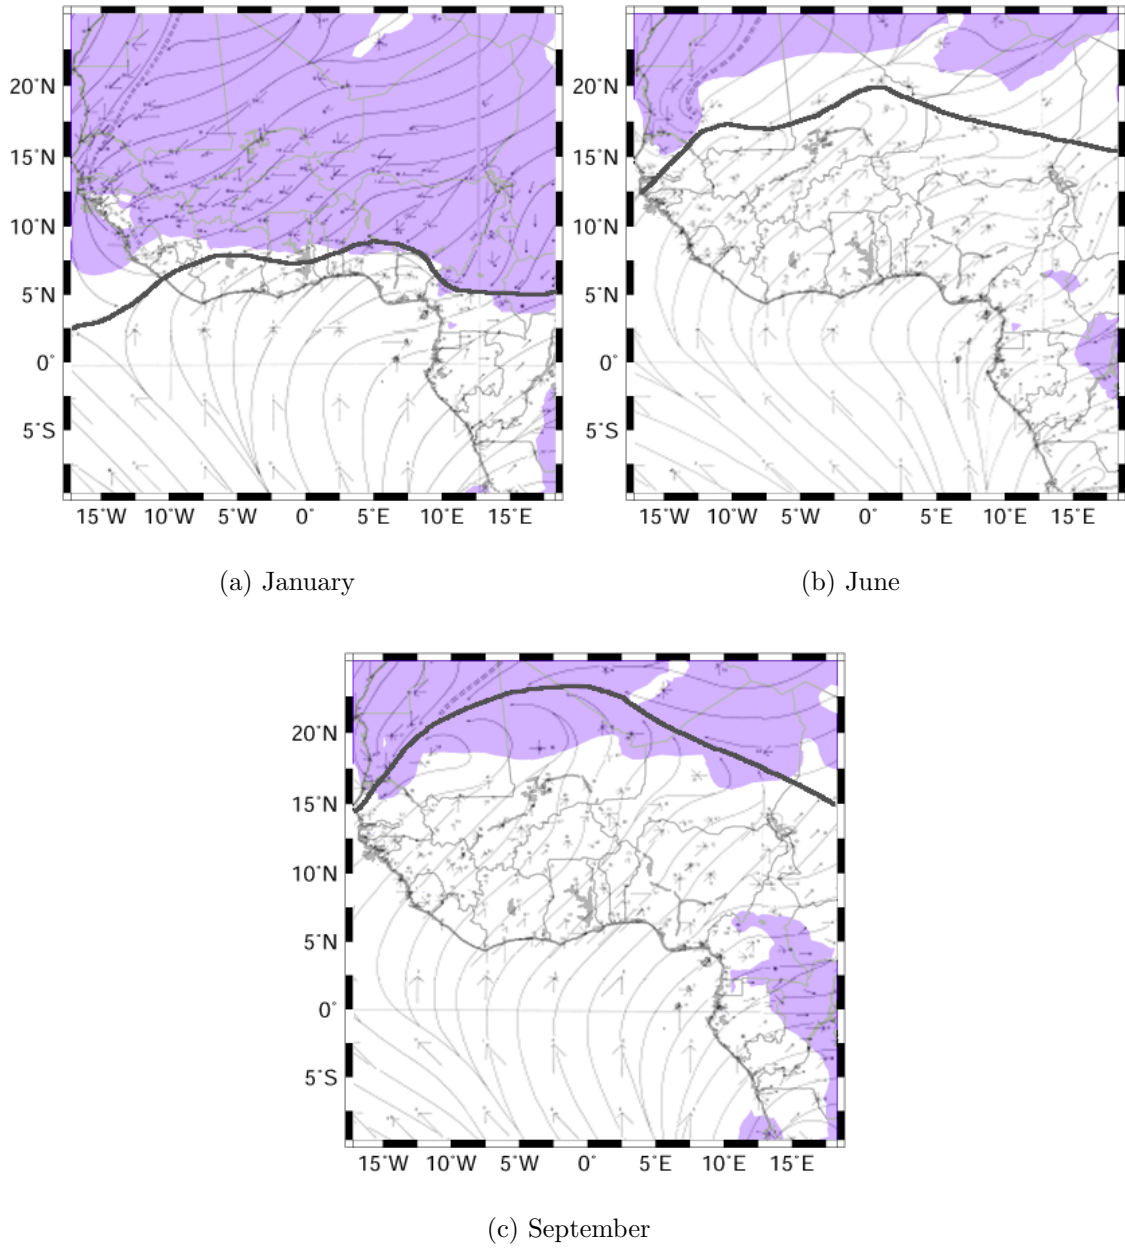 20°N 20°N
15°N 15°N
10°N 10°N
5°N 5°N
0° 0°
5°S 5°S
15°W 10°W 5°W 0° 5°E 10°E 15°E 15°W 10°W 5°W 0° 5°E 10°E 15°E
(a) January (b) June
20°N
15°N
10°N
5°N
0°
5°S
15°W 10°W 5°W 0° 5°E 10°E 15°E
(c) September